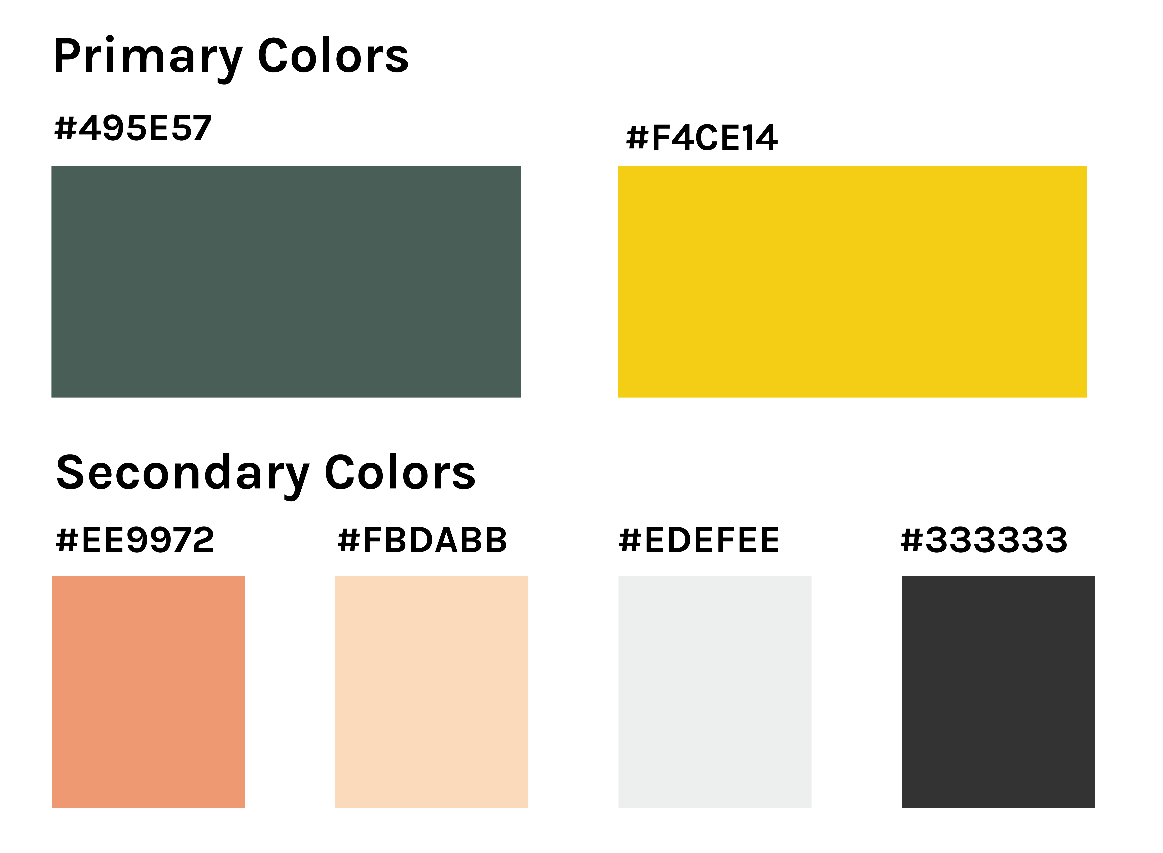 Primary Colors
#495E57
#F4CE14
Secondary Colors
#EE9972
#FBDABB
#EDEFEE
#333333